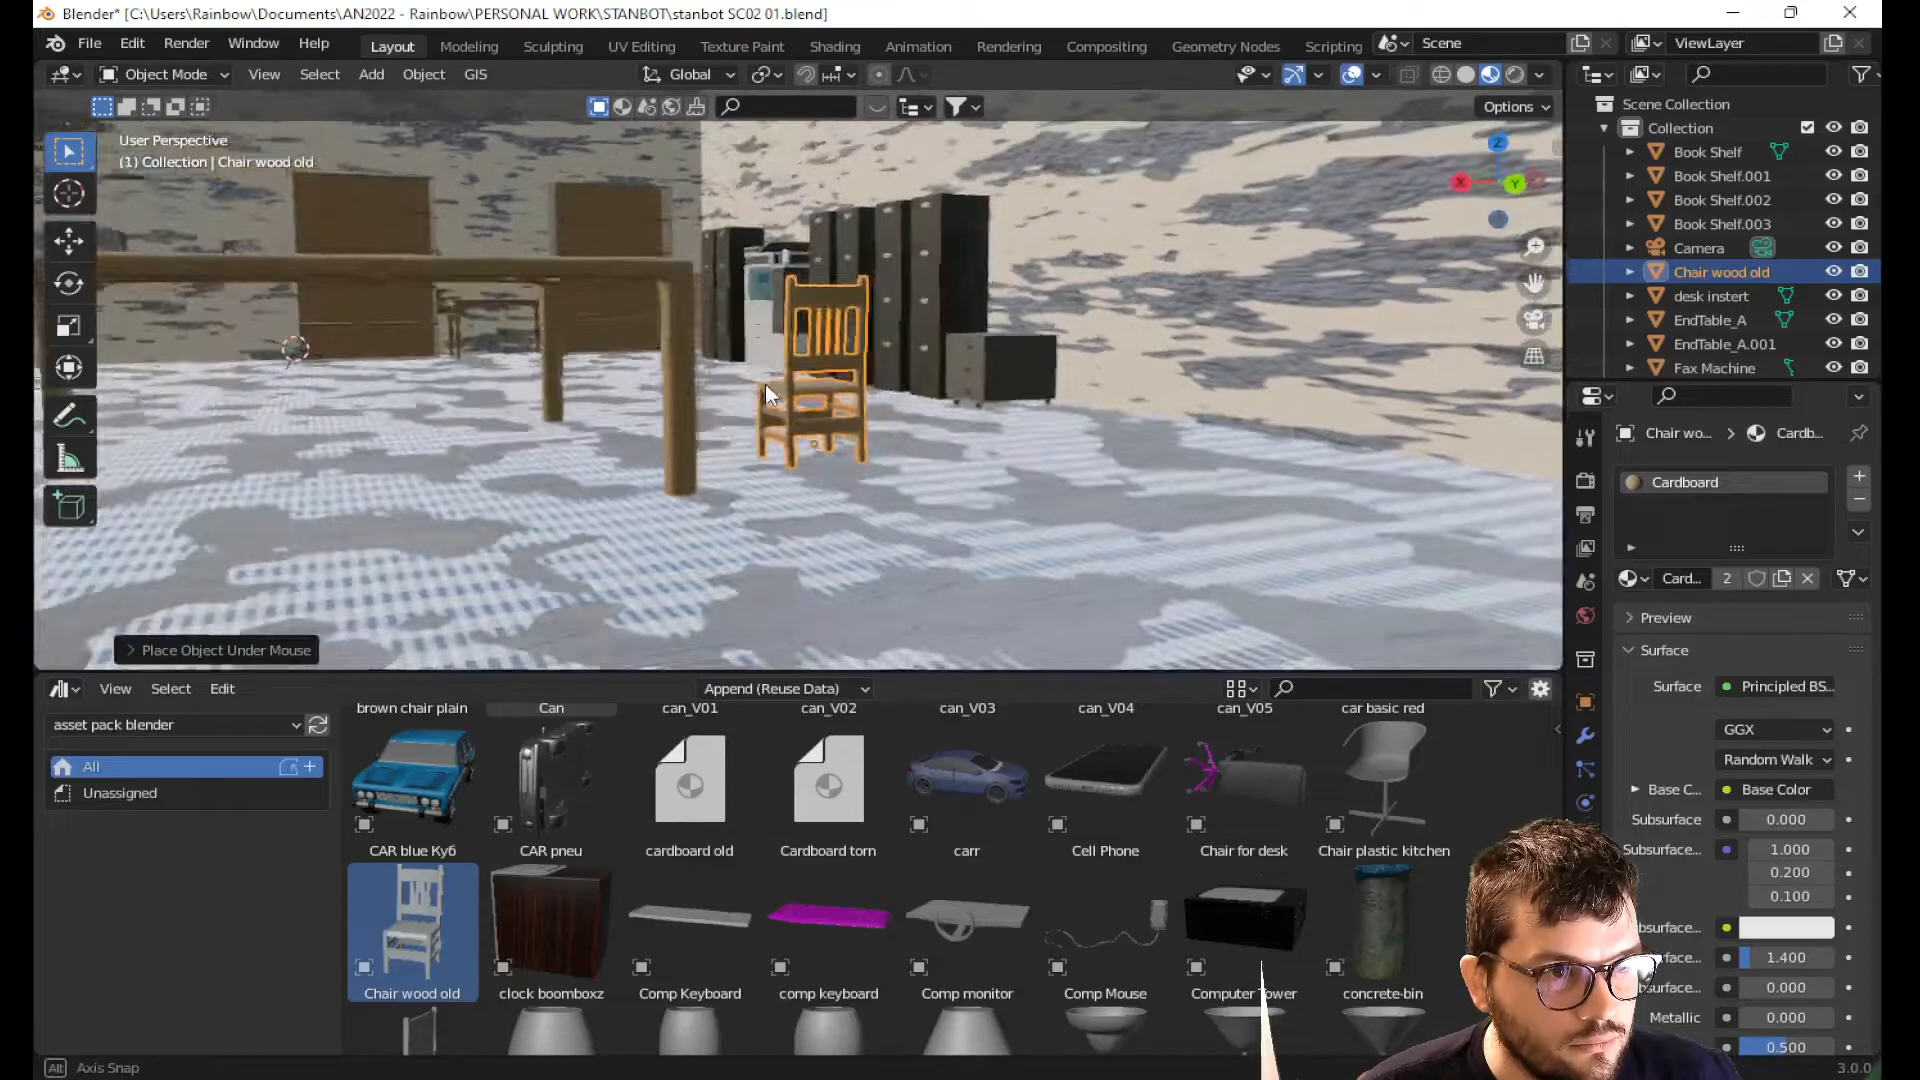 Blender* [C:\Users\Rainbow\Documents\AN2022 - Rainbow\PERSONAL WORK\STANBOT\stanbot SC02 01.blend]
File Edit Render Window Help Layout Modeling Sculpting UV Editing Texture Paint Shading Animation Rendering Compositing Geometry Nodes Scripting Scene ViewLayer
Object Mode View Select Add Object GIS Global
Options
User Perspective
(1) Collection | Chair wood old
Z
X
Y
Place Object Under Mouse
Scene Collection
Collection
Book Shelf
Book Shelf.001
Book Shelf.002
Book Shelf.003
Camera
Chair wood old
desk instert
EndTable_A
EndTable_A.001
Fax Machine
Chair wo... Cardb...
Cardboard
Card... 2
Preview
Surface
Surface Principled BS...
GGX
Random Walk
Base C... Base Color
Subsurface 0.000
Subsurface... 1.000
0.200
0.100
1.400
0.000
Metallic 0.000
0.500
View Select Edit Append (Reuse Data)
asset pack blender
All
Unassigned
brown chair plain Can can_V01 can_V02 can_V03 can_V04 can_V05 car basic red
CAR blue Куб CAR pneu cardboard old Cardboard torn carr Cell Phone Chair for desk Chair plastic kitchen
Chair wood old clock boomboxz Comp Keyboard comp keyboard Comp monitor Comp Mouse Computer Tower concrete-bin
Alt Axis Snap
3.0.0